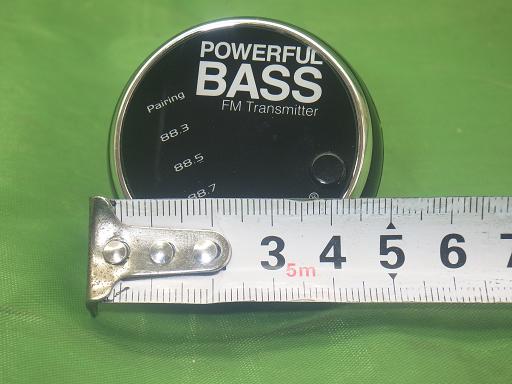 POWERFUL
BASS
FM Transmitter
Pairing
88.3
88.5
88.7
®
3 4 5 6 7
5m